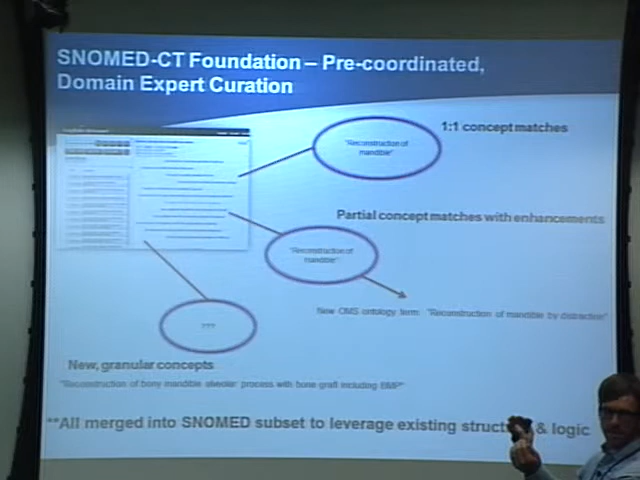 SNOMED-CT Foundation – Pre-coordinated,
Domain Expert Curation
1:1 concept matches
"Reconstruction of
mandible"
Partial concept matches with enhancements
"Reconstruction of
mandible"
New OMS ontology term: "Reconstruction of mandible by distraction"
???
New, granular concepts
"Reconstruction of bony mandible alveolar process with bone graft including BMP"
**All merged into SNOMED subset to leverage existing & logic